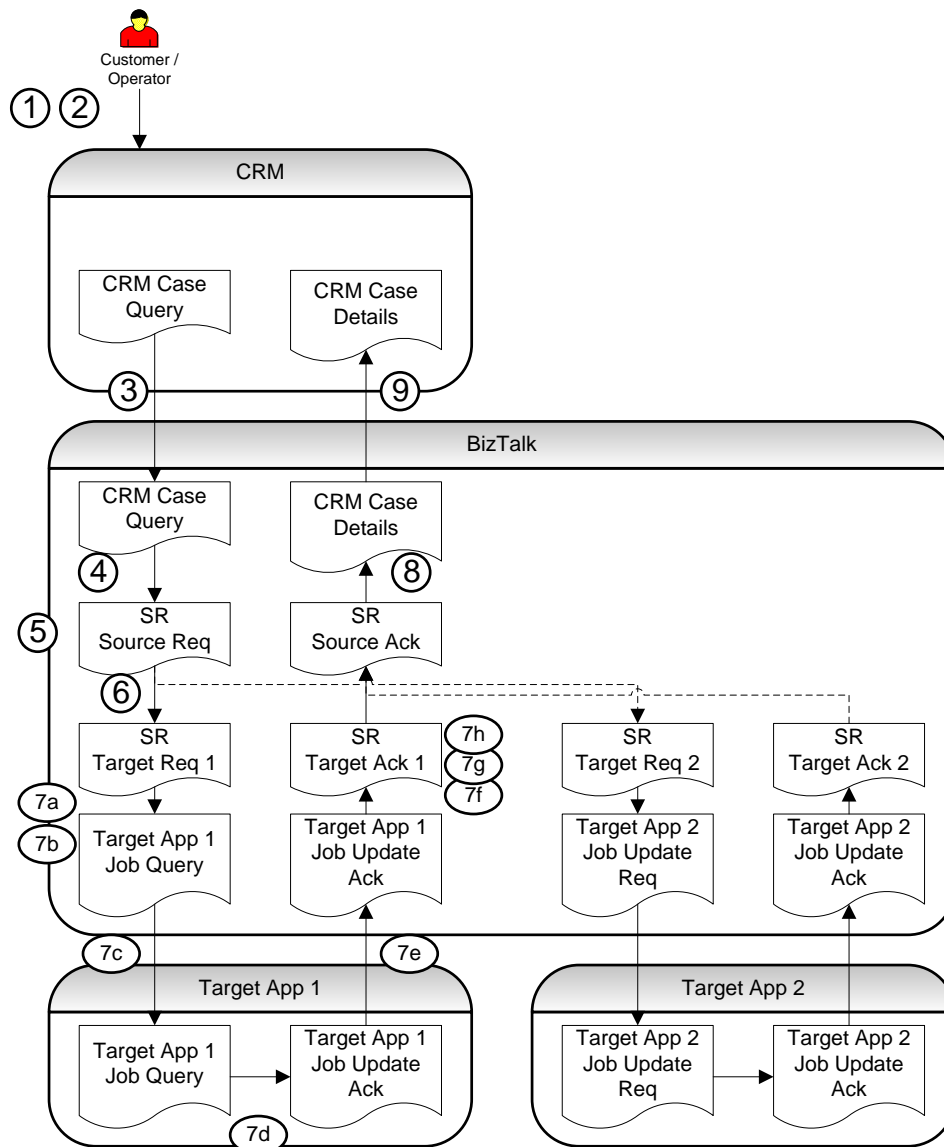 Customer /
Operator
1 2
CRM
CRM Case
Query
CRM Case
Details
3
9
BizTalk
CRM Case
Query
CRM Case
Details
4
8
5
SR
Source Req
SR
Source Ack
6
SR
Target Req 1
SR
Target Ack 1
7h
7g
7f
SR
Target Req 2
SR
Target Ack 2
7a
7b
Target App 1
Job Query
Target App 1
Job Update
Ack
Target App 2
Job Update
Req
Target App 2
Job Update
Ack
7c
7e
Target App 1
Target App 2
Target App 1
Job Query
Target App 1
Job Update
Ack
Target App 2
Job Update
Req
Target App 2
Job Update
Ack
7d